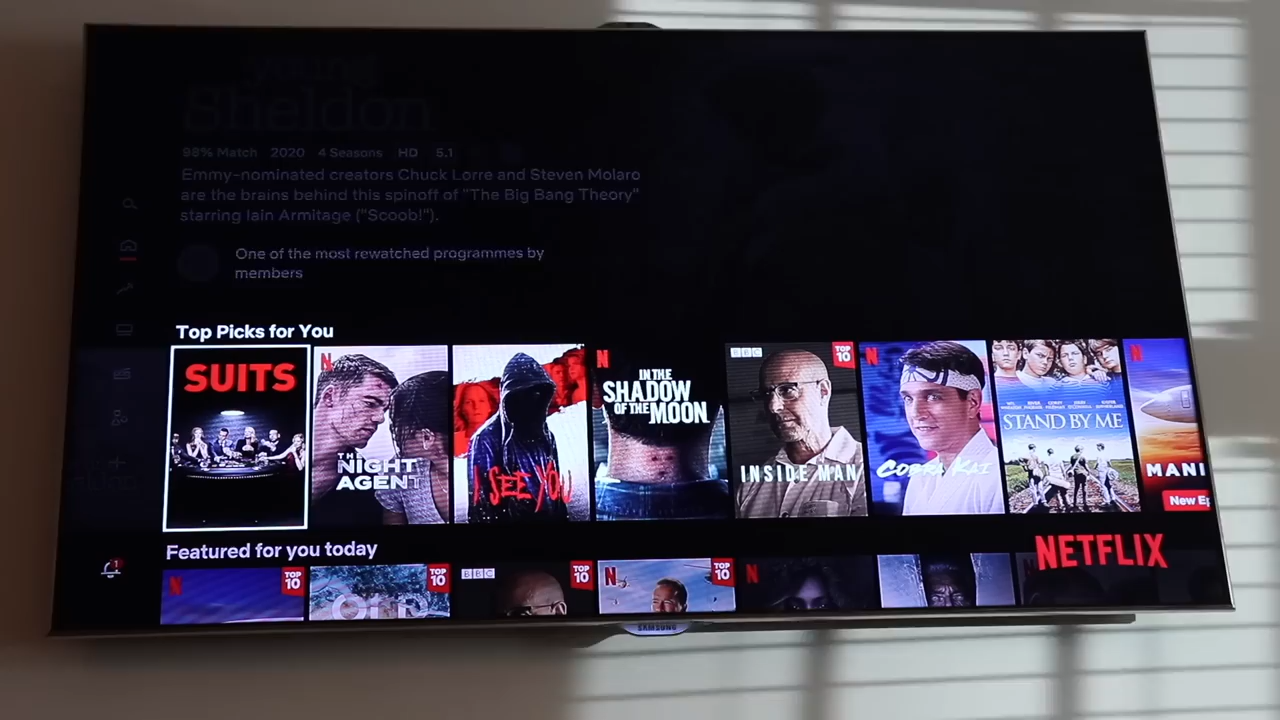 young
Sheldon
98% Match 2020 4 Seasons HD 5.1
Emmy-nominated creators Chuck Lorre and Steven Molaro
are the brains behind this spinoff of "The Big Bang Theory"
starring Iain Armitage ("Scoob!").
One of the most rewatched programmes by
members
Top Picks for You
SUITS
N
THE
NIGHT
AGENT
I SEE YOU
N
IN THE
SHADOW
OF THE MOON
BBC
TOP
10
INSIDE MAN
N
COBRA KAI
STAND BY ME
N
MANI
New Ep
1
Featured for you today
NETFLIX
N
TOP
10
TOP
10
BBC
TOP
10
N
TOP
10
N
SAMSUNG